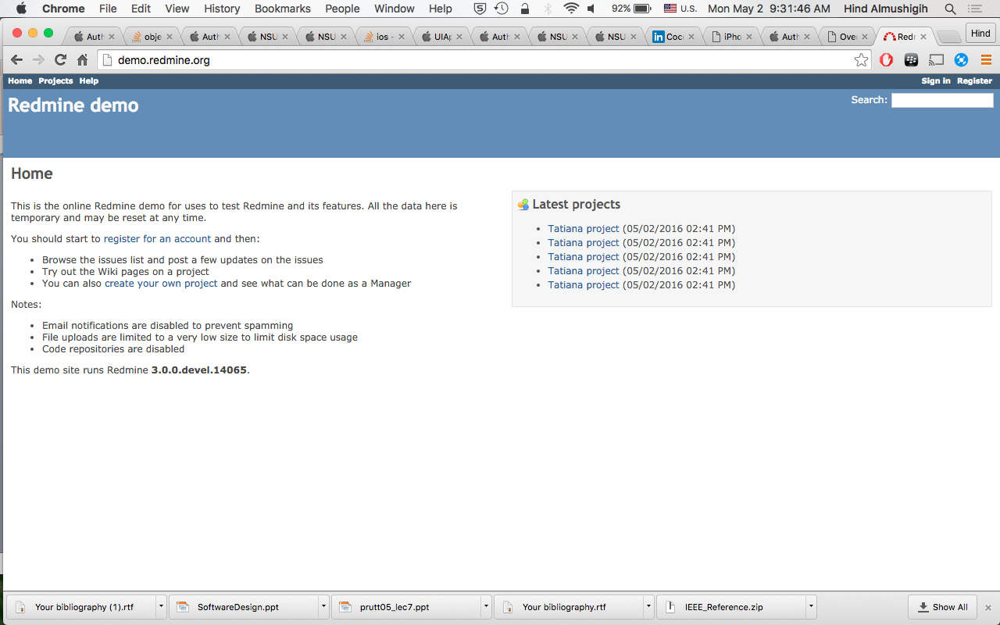 Chrome File Edit View History Bookmarks People Window Help 92% U.S. Mon May 2 9:31:46 AM Hind Almushigih
Auth obje Auth NSU NSU ios - UIAp Auth NSU NSU Coco iPho Auth Over Redm Hind
demo.redmine.org
Home Projects Help Sign in Register
Redmine demo Search:
Home
This is the online Redmine demo for uses to test Redmine and its features. All the data here is
temporary and may be reset at any time.
You should start to register for an account and then:
• Browse the issues list and post a few updates on the issues
• Try out the Wiki pages on a project
• You can also create your own project and see what can be done as a Manager
Notes:
• Email notifications are disabled to prevent spamming
• File uploads are limited to a very low size to limit disk space usage
• Code repositories are disabled
This demo site runs Redmine 3.0.0.devel.14065.
Latest projects
• Tatiana project (05/02/2016 02:41 PM)
• Tatiana project (05/02/2016 02:41 PM)
• Tatiana project (05/02/2016 02:41 PM)
• Tatiana project (05/02/2016 02:41 PM)
• Tatiana project (05/02/2016 02:41 PM)
Your bibliography (1).rtf SoftwareDesign.ppt prutt05_lec7.ppt Your bibliography.rtf IEEE_Reference.zip Show All